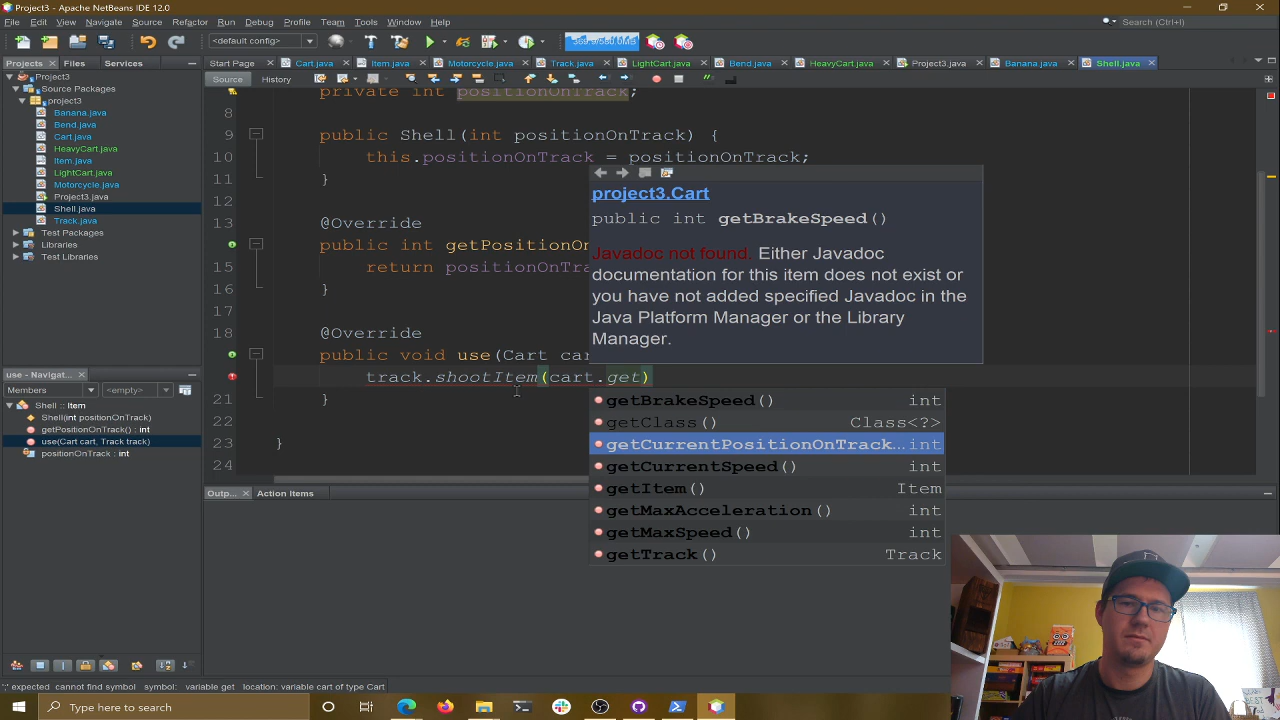 Project3 - Apache NetBeans IDE 12.0
File Edit View Navigate Source Refactor Debug Profile Team Tools Window Help
Search (Ctrl+I)
<default config>
Projects Files Services
Start Page Cart.java Item.java Motorcycle.java Track.java LightCart.java Bend.java HeavyCart.java Project3.java Banana.java Shell.java
Source History
Project3
Source Packages
project3
Banana.java
Bend.java
Cart.java
HeavyCart.java
Item.java
LightCart.java
Motorcycle.java
Project3.java
Shell.java
Track.java
Test Packages
Libraries
Test Libraries
private int positionOnTrack;
8
9 public Shell(int positionOnTrack) {
10 this.positionOnTrack = positionOnTrack;
11 }
12
13 @Override
public int getPositionOn
15 return positionOnTra
16 }
17
18 @Override
public void use(Cart car
track.shootItem(cart.get)
21 }
22
23 }
24
project3.Cart
public int getBrakeSpeed()
Javadoc not found. Either Javadoc
documentation for this item does not exist or
you have not added specified Javadoc in the
Java Platform Manager or the Library
Manager.
getBrakeSpeed() int
getClass() Class<?>
getCurrentPositionOnTrack... int
getCurrentSpeed() int
getItem() Item
getMaxAcceleration() int
getMaxSpeed() int
getTrack() Track
use - Navigat...
Members <empty>
Shell :: Item
Shell(int positionOnTrack)
getPositionOnTrack() : int
use(Cart cart, Track track)
positionOnTrack : int
Outp... Action Items
';' expected cannot find symbol symbol: variable get location: variable cart of type Cart
Type here to search